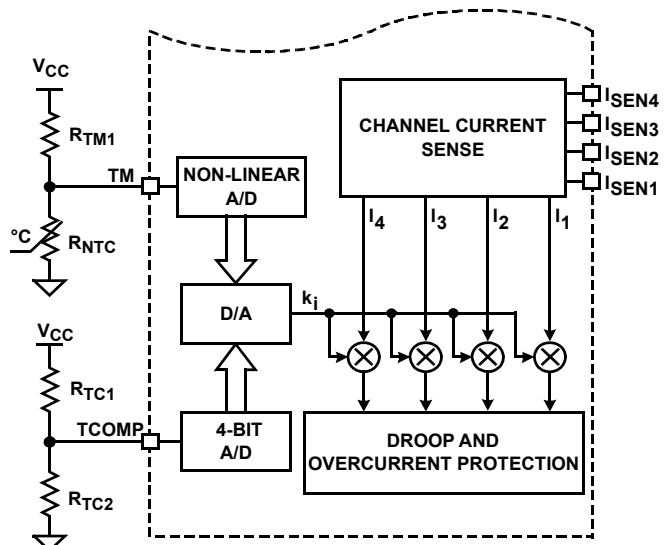 VCC
RTM1
TM
°C
RNTC
NON-LINEAR
A/D
CHANNEL CURRENT
SENSE
ISEN4
ISEN3
ISEN2
ISEN1
I4
I3
I2
I1
D/A
ki
VCC
RTC1
TCOMP
RTC2
4-BIT
A/D
DROOP AND
OVERCURRENT PROTECTION